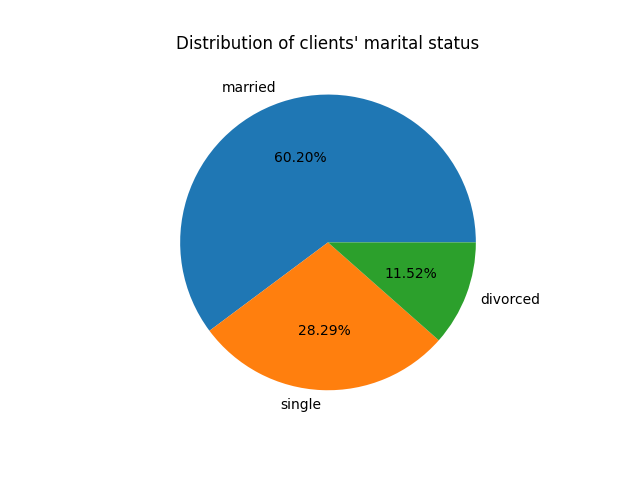 Distribution of clients' marital status
married
60.20%
11.52%
divorced
28.29%
single